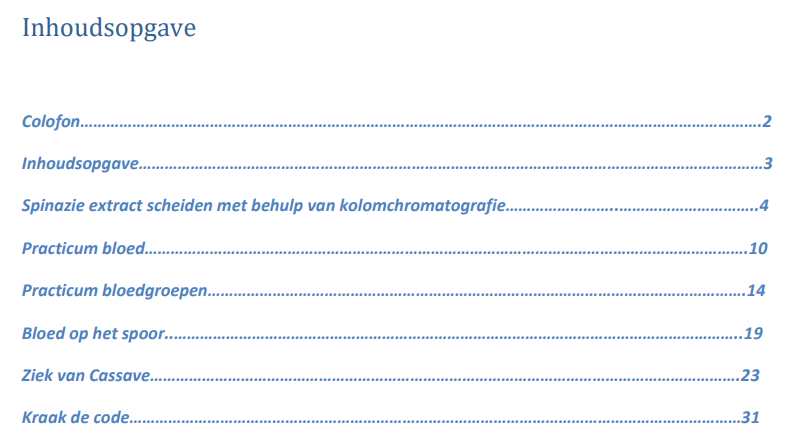 Inhoudsopgave
Colofon……………………………………………………………………………………………………………………….2
Inhoudsopgave………………………………………………………………………………………………………………3
Spinazie extract scheiden met behulp van kolomchromatografie…………………..………………………..4
Practicum bloed………………………………………………………………………………………………………….10
Practicum bloedgroepen……………………………………………………………………………………………….14
Bloed op het spoor..……………………………………………………………………………………………………..19
Ziek van Cassave……………………………………………………………………………………………………….23
Kraak de code……………………………………………………………………………………………………………31